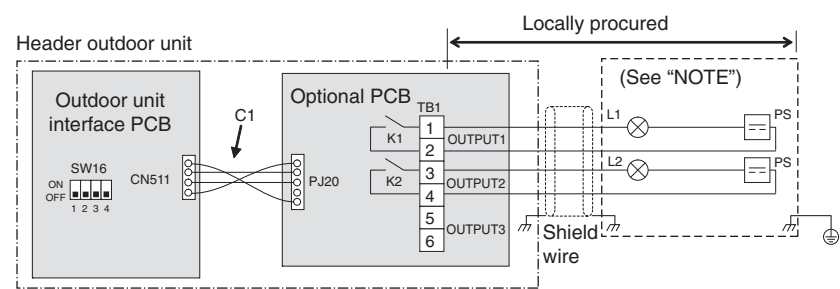 Locally procured
Header outdoor unit
(See “NOTE”)
Outdoor unit
interface PCB
C1
Optional PCB
TB1
L1
PS
1
K1
OUTPUT1
2
SW16
ON
OFF
1 2 3 4
CN511
PJ20
3
L2
PS
K2
OUTPUT2
4
5
OUTPUT3
6
Shield
wire